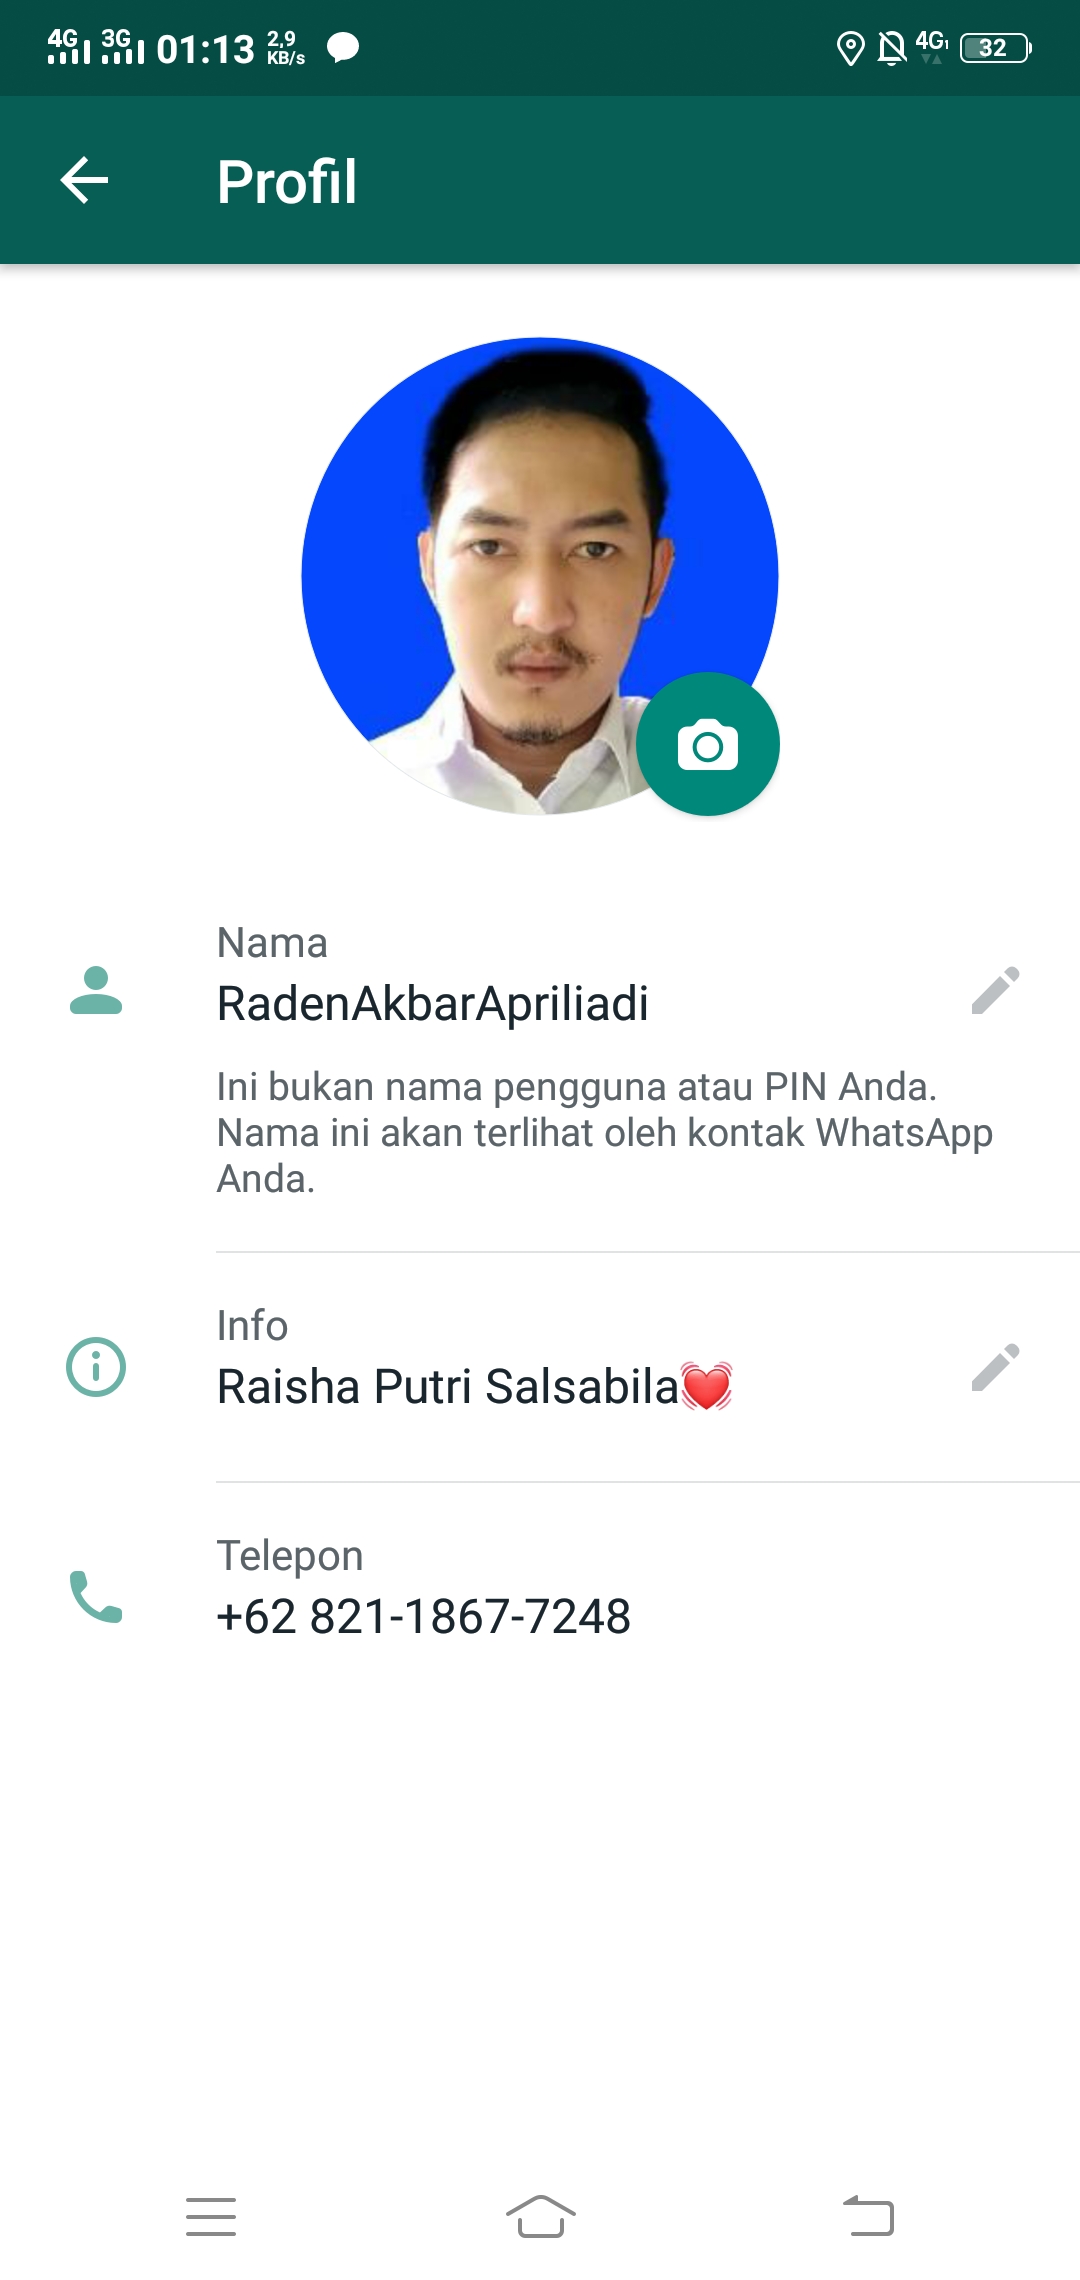 4G 3G 01:13 2,9 KB/s 4G1 32
Profil
Nama
RadenAkbarApriliadi
Ini bukan nama pengguna atau PIN Anda.
Nama ini akan terlihat oleh kontak WhatsApp
Anda.
Info
Raisha Putri Salsabila💓
Telepon
+62 821-1867-7248